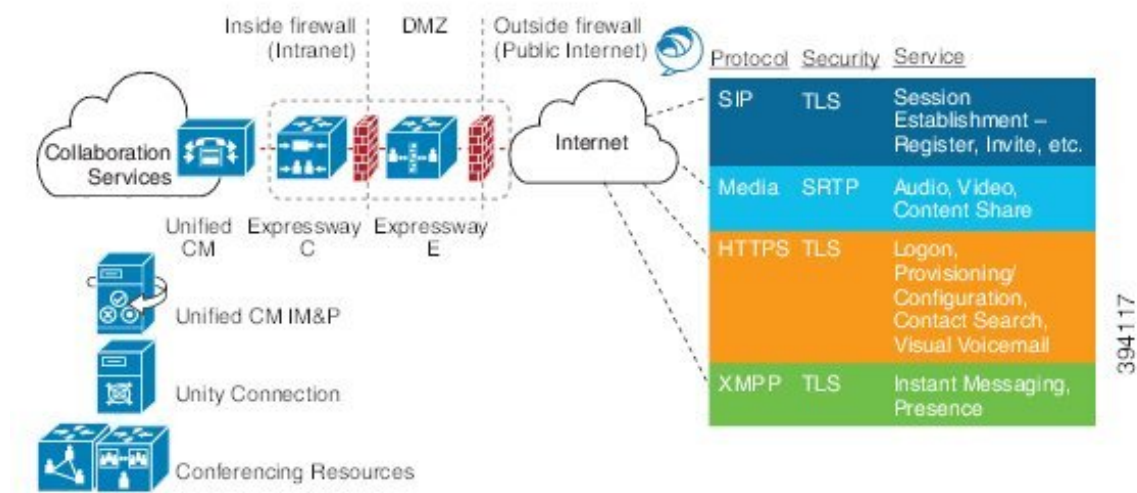 Inside firewall
(Intranet)
DMZ
Outside firewall
(Public Internet)
Collaboration
Services
Internet
Unified
CM
Expressway
C
Expressway
E
Unified CM IM&P
Unity Connection
Conferencing Resources
Protocol Security Service
SIP TLS Session
Establishment –
Register, Invite, etc.
Media SRTP Audio, Video,
Content Share
HTTPS TLS Logon,
Provisioning/
Configuration,
Contact Search,
Visual Voicemail
XMPP TLS Instant Messaging,
Presence
394117